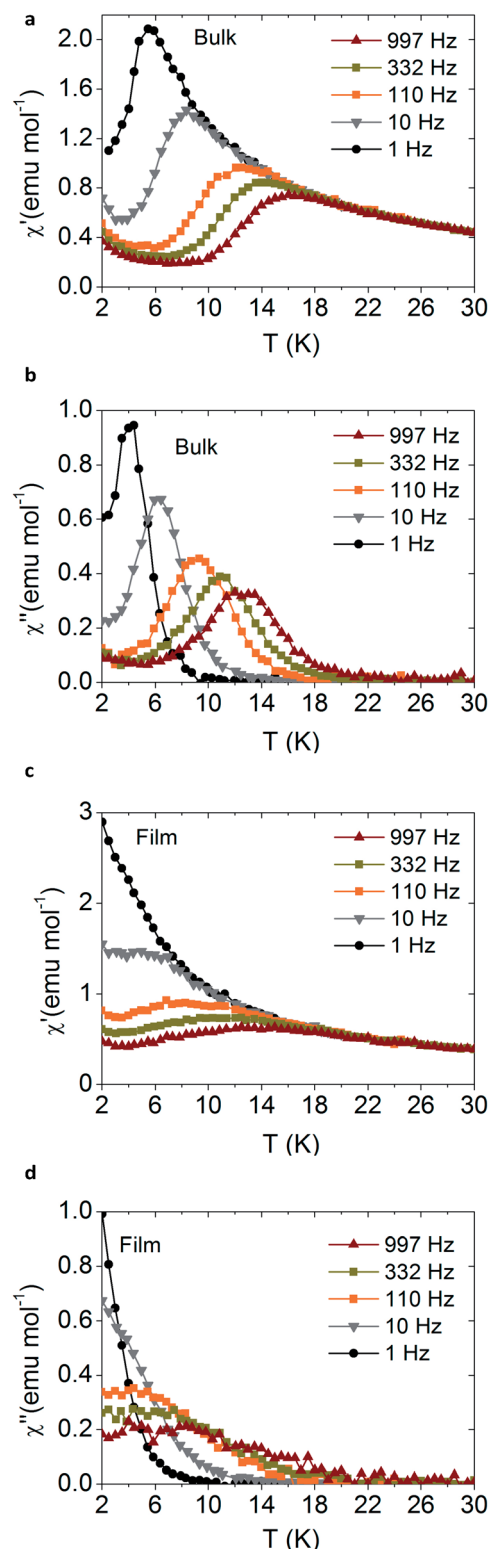 a
Bulk
997 Hz
332 Hz
110 Hz
10 Hz
1 Hz
χ'(emu mol⁻¹)
2.0
1.6
1.2
0.8
0.4
0.0
2 6 10 14 18 22 26 30
T (K)
b
Bulk
997 Hz
332 Hz
110 Hz
10 Hz
1 Hz
χ"(emu mol⁻¹)
1.0
0.8
0.6
0.4
0.2
0.0
2 6 10 14 18 22 26 30
T (K)
c
Film
997 Hz
332 Hz
110 Hz
10 Hz
1 Hz
χ'(emu mol⁻¹)
3
2
1
0
2 6 10 14 18 22 26 30
T (K)
d
Film
997 Hz
332 Hz
110 Hz
10 Hz
1 Hz
χ"(emu mol⁻¹)
1.0
0.8
0.6
0.4
0.2
0.0
2 6 10 14 18 22 26 30
T (K)